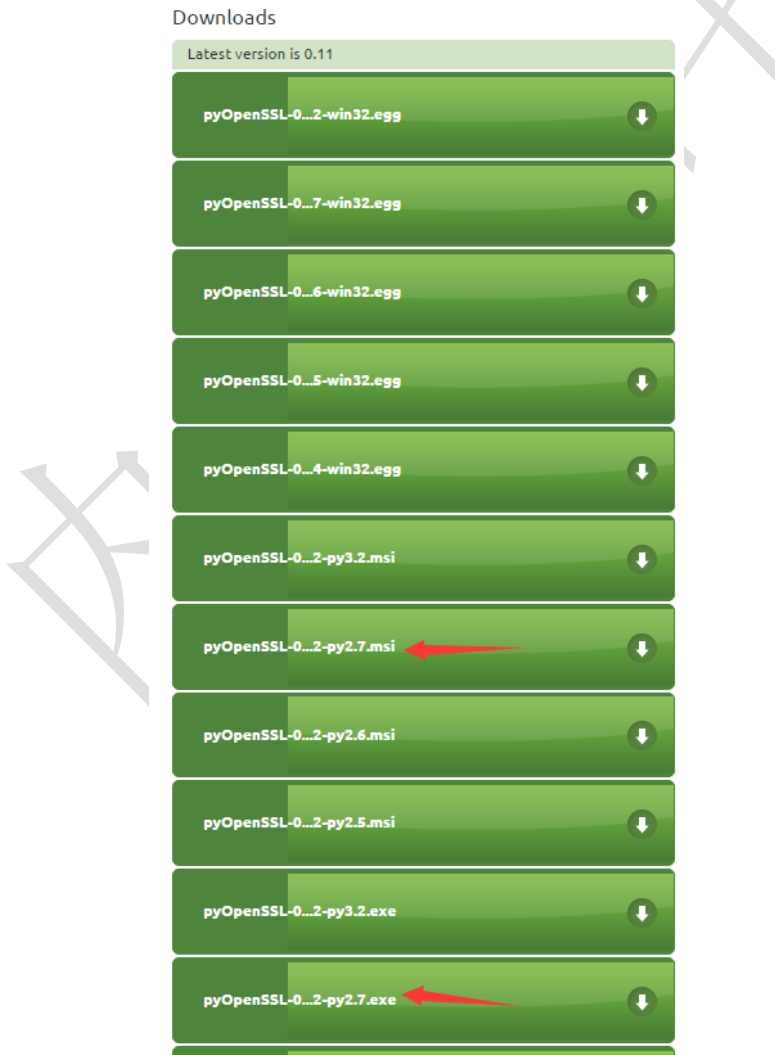 Downloads
Latest version is 0.11
pyOpenSSL-0...2-win32.egg
pyOpenSSL-0...7-win32.egg
pyOpenSSL-0...6-win32.egg
pyOpenSSL-0...5-win32.egg
pyOpenSSL-0...4-win32.egg
pyOpenSSL-0...2-py3.2.msi
pyOpenSSL-0...2-py2.7.msi
pyOpenSSL-0...2-py2.6.msi
pyOpenSSL-0...2-py2.5.msi
pyOpenSSL-0...2-py3.2.exe
pyOpenSSL-0...2-py2.7.exe